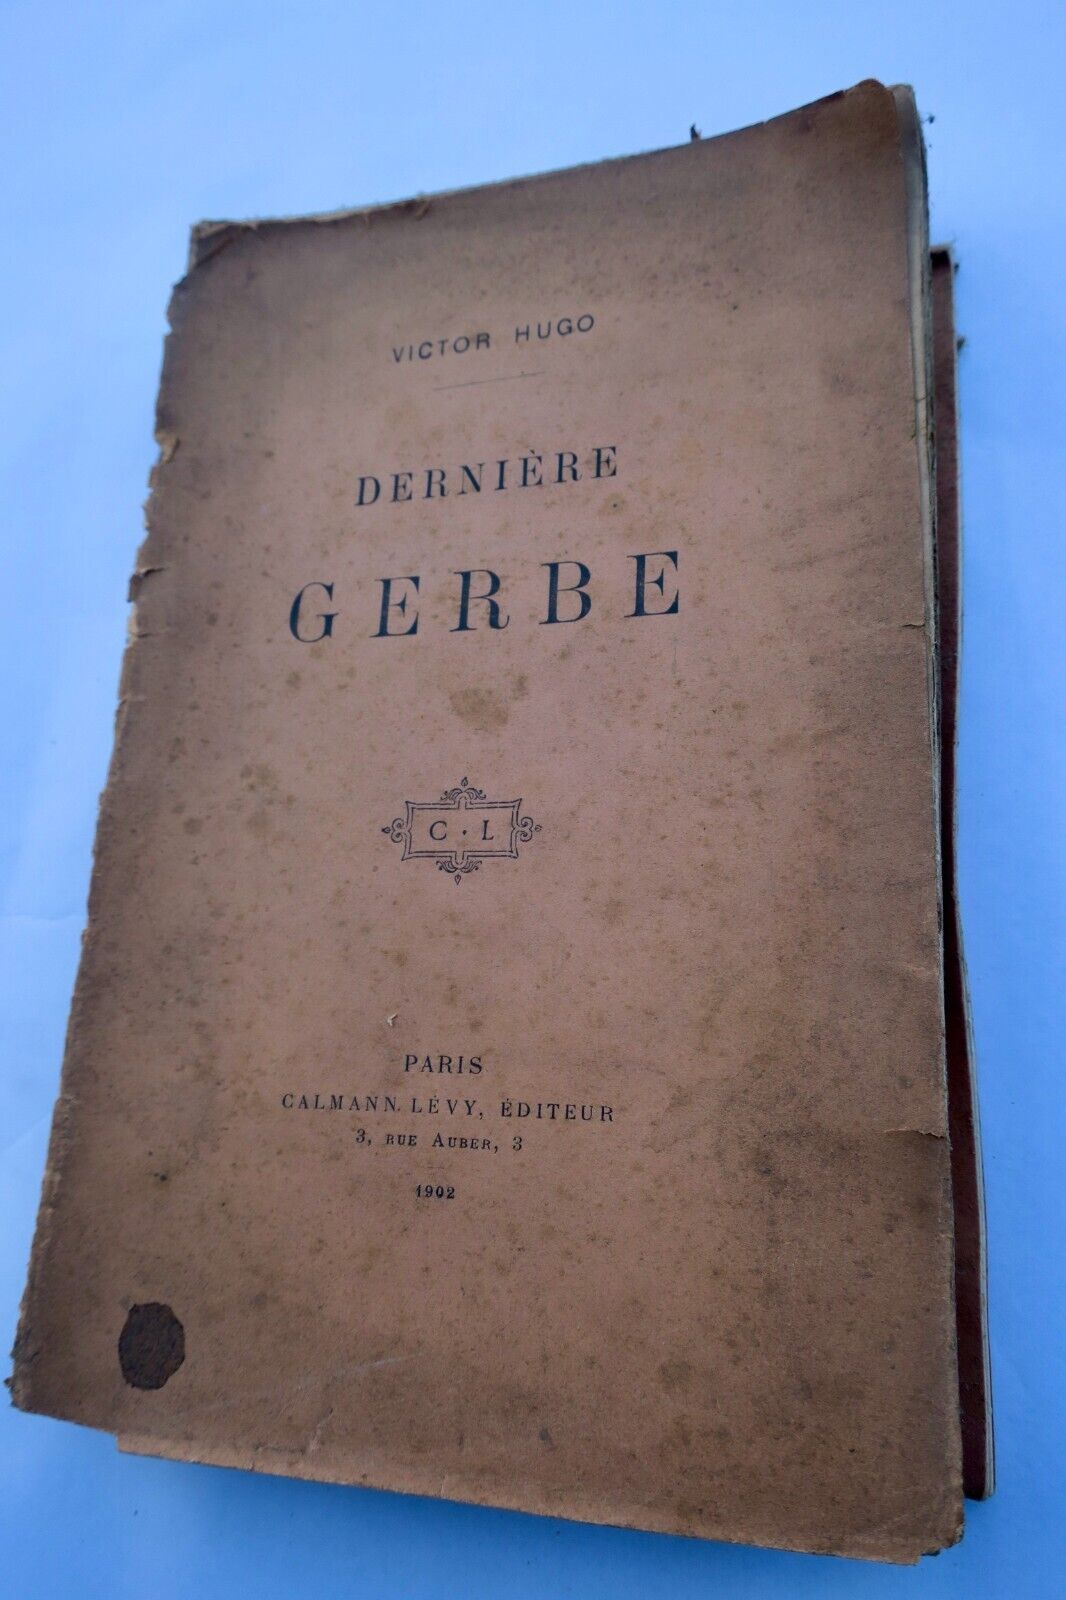 VICTOR HUGO
DERNIÈRE
GERBE
C · L
PARIS
CALMANN LÉVY, ÉDITEUR
3, RUE AUBER, 3
1902